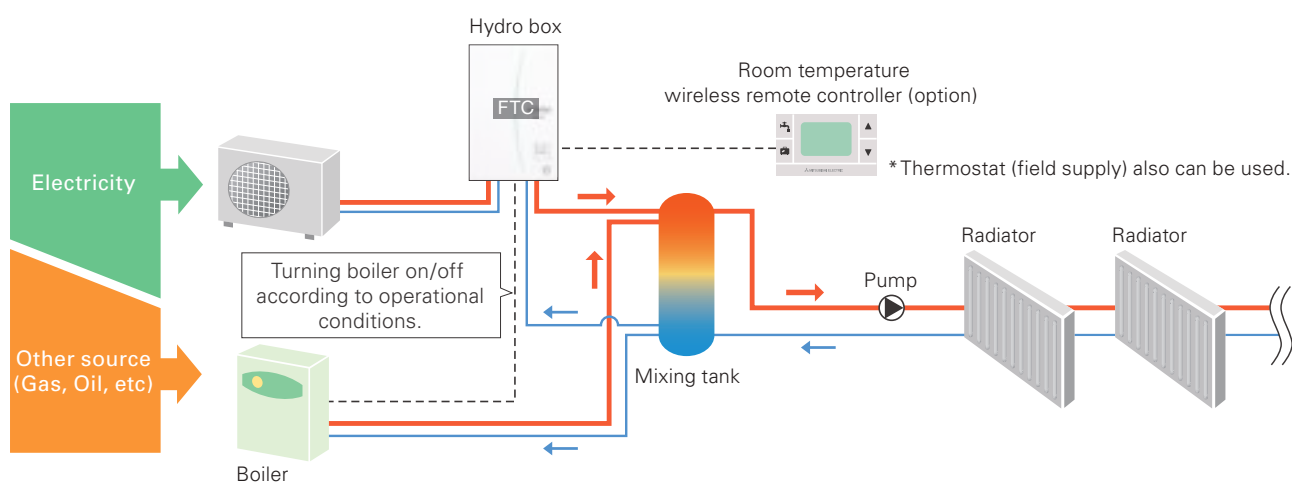 Hydro box
FTC
Room temperature
wireless remote controller (option)
* Thermostat (field supply) also can be used.
Electricity
Turning boiler on/off
according to operational
conditions.
Pump
Radiator
Radiator
Other source
(Gas, Oil, etc)
Mixing tank
Boiler